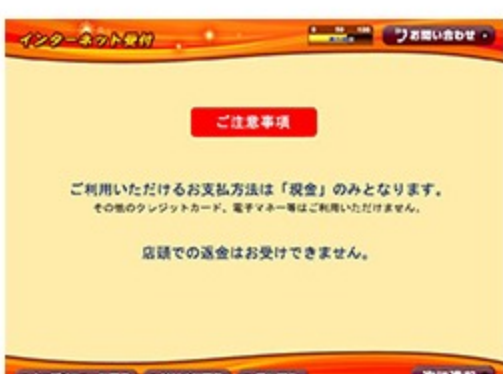 インターネット受付
お問い合わせ
ご注意事項
ご利用いただけるお支払方法は「現金」のみとなります。
その他のクレジットカード、電子マネー等はご利用いただけません。
店頭での返金はお受けできません。
次に進む